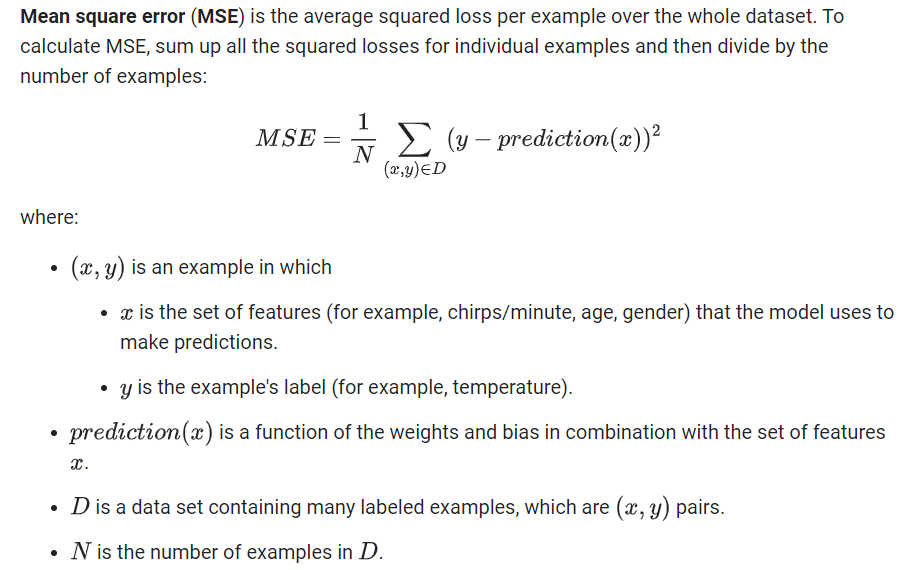 Mean square error (MSE) is the average squared loss per example over the whole dataset. To
calculate MSE, sum up all the squared losses for individual examples and then divide by the
number of examples:
MSE = \frac{1}{N} \sum_{(x,y)\in D} (y - prediction(x))^2
where:
• (x, y) is an example in which
• x is the set of features (for example, chirps/minute, age, gender) that the model uses to
make predictions.
• y is the example's label (for example, temperature).
• prediction(x) is a function of the weights and bias in combination with the set of features
x.
• D is a data set containing many labeled examples, which are (x, y) pairs.
• N is the number of examples in D.